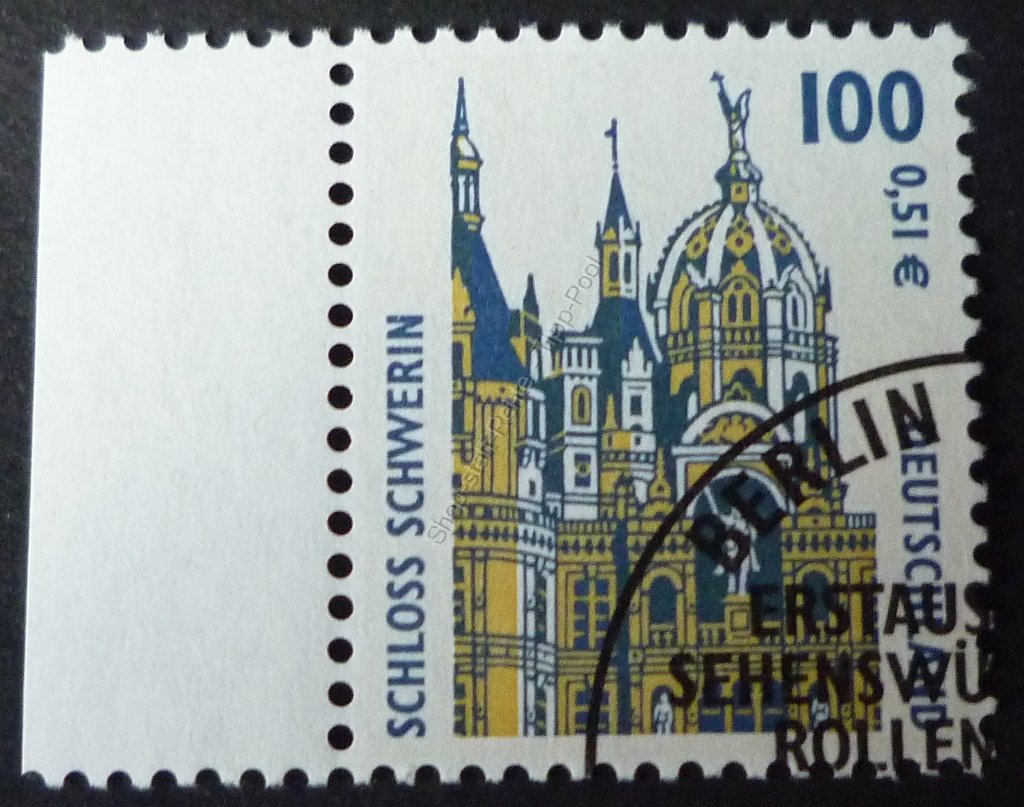 100
0,51 €
SCHLOSS SCHWERIN
DEUTSCHLAND
BERLIN
ERSTAUS
SEHENSWÜ
ROLLEN